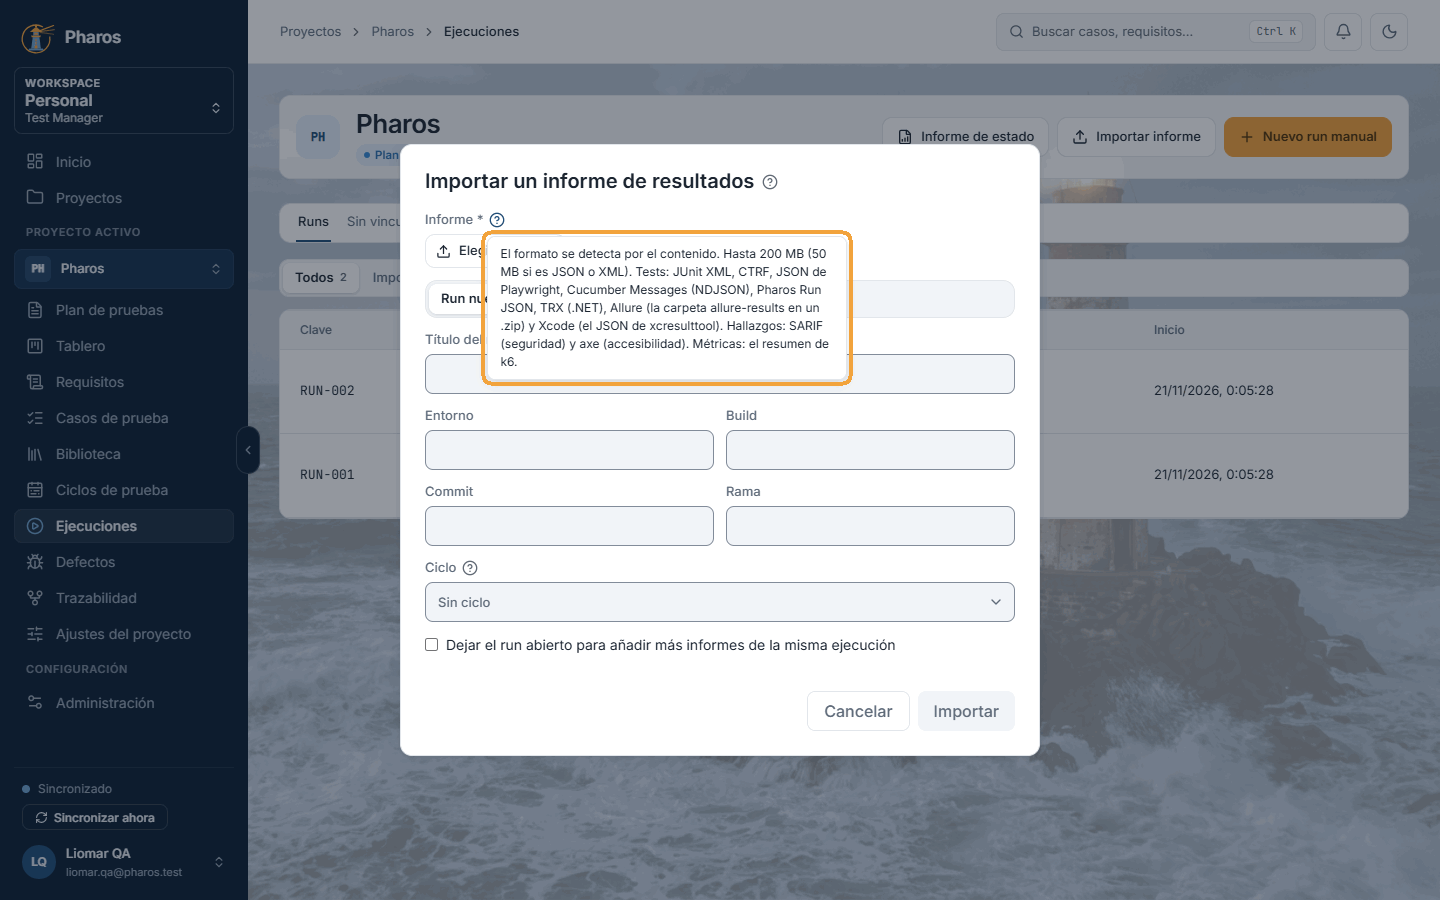 Pharos
WORKSPACE
Personal
Test Manager
Inicio
Proyectos
PROYECTO ACTIVO
PH Pharos
Plan de pruebas
Tablero
Requisitos
Casos de prueba
Biblioteca
Ciclos de prueba
Ejecuciones
Defectos
Trazabilidad
Ajustes del proyecto
CONFIGURACIÓN
Administración
Sincronizado
Sincronizar ahora
LQ
Liomar QA
liomar.qa@pharos.test
Proyectos > Pharos > Ejecuciones
Buscar casos, requisitos... Ctrl K
PH
Pharos
Plan
Informe de estado
Importar informe
+ Nuevo run manual
Runs
Todos 2
Clave
Inicio
RUN-002
21/11/2026, 0:05:28
RUN-001
21/11/2026, 0:05:28
Importar un informe de resultados
Informe *
El formato se detecta por el contenido. Hasta 200 MB (50
MB si es JSON o XML). Tests: JUnit XML, CTRF, JSON de
Playwright, Cucumber Messages (NDJSON), Pharos Run
JSON, TRX (.NET), Allure (la carpeta allure-results en un
.zip) y Xcode (el JSON de xcresulttool). Hallazgos: SARIF
(seguridad) y axe (accesibilidad). Métricas: el resumen de
k6.
Run
Título
Entorno
Build
Commit
Rama
Ciclo
Sin ciclo
Dejar el run abierto para añadir más informes de la misma ejecución
Cancelar
Importar